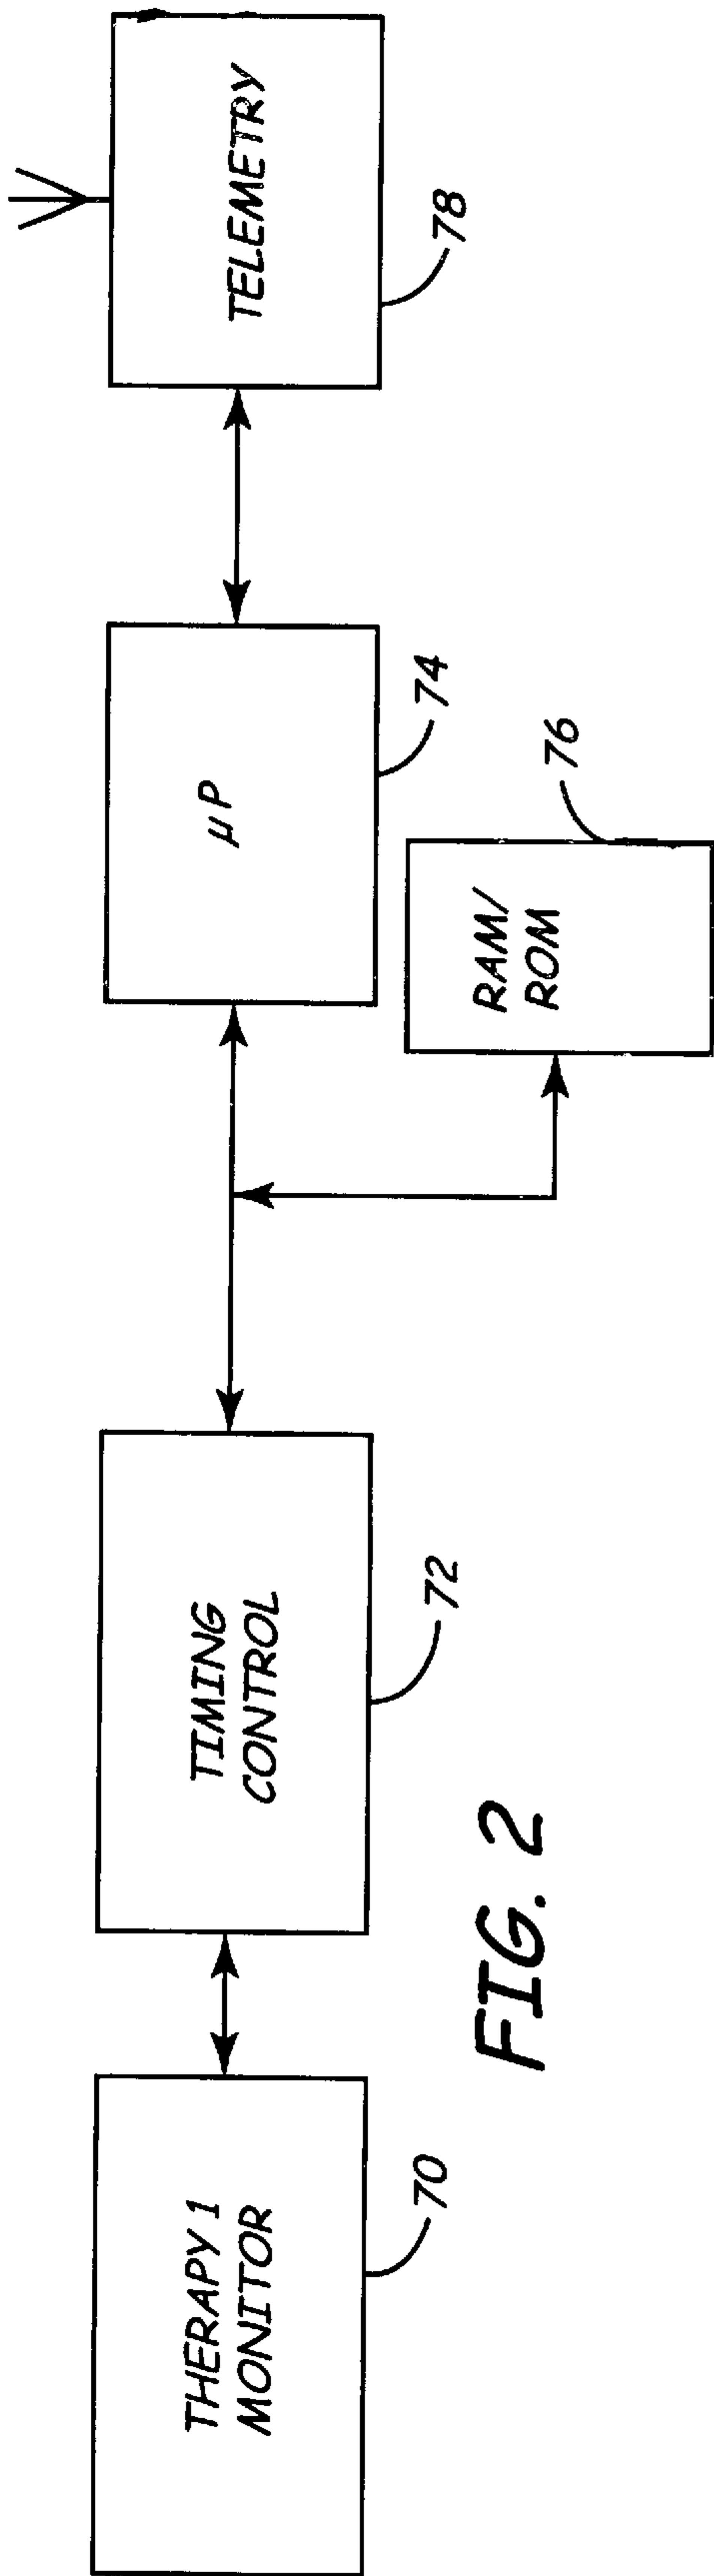 THERAPY 1
MONITOR
70
TIMING
CONTROL
72
µP
74
RAM/
ROM
76
TELEMETRY
78
FIG. 2